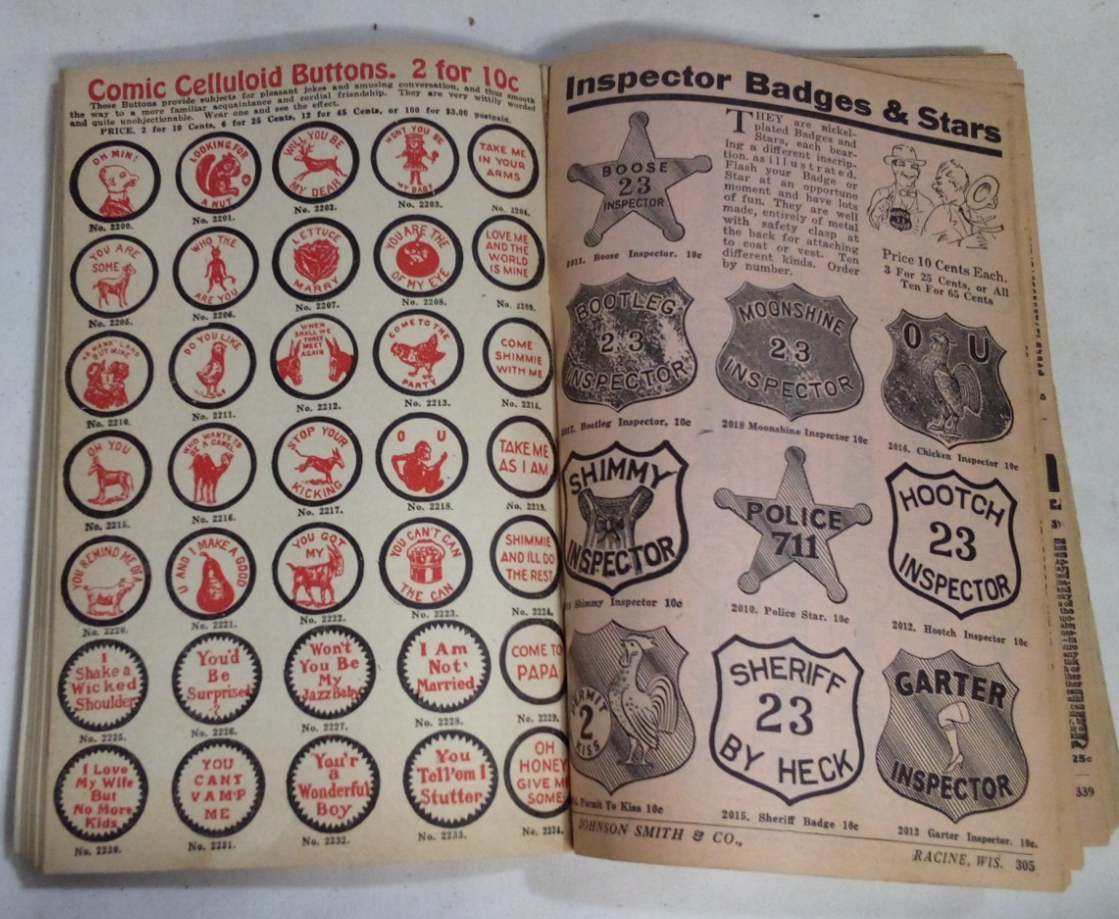 Comic Celluloid Buttons. 2 for 10c
These Buttons provide subjects for pleasant jokes and amusing conversation, and thus smooth
the way to a more familiar acquaintance and cordial friendship. They are very wittily worded
and quite unobjectionable. Wear one and see the effect.
PRICE, 2 for 10 Cents, 6 for 25 Cents, 12 for 45 Cents, or 100 for $3.00 postpaid.
OH MIN!
No. 2200.
LOOKING FOR
A NUT
No. 2201.
WILL YOU BE
MY DEAR
No. 2202.
WON'T YOU BE
MY BABY
No. 2203.
TAKE ME
IN YOUR
ARMS
No. 2204.
YOU ARE
SOME
No. 2205.
WHO THE
ARE YOU
No. 2206.
LETTUCE
MARRY
No. 2207.
YOU ARE THE
OF MY EYE
No. 2208.
LOVE ME
AND THE
WORLD
IS MINE
No. 2209.
NO MANS LAND
BUT MINE
No. 2210.
DO YOU LIKE
No. 2211.
WHEN
SHALL WE
THREE
MEET
AGAIN
No. 2212.
COME TO THE
PARTY
No. 2213.
COME
SHIMMIE
WITH ME
No. 2214.
OH YOU
No. 2215.
WHO WANTS TO
BE A CAMEL
No. 2216.
STOP YOUR
KICKING
No. 2217.
O U
No. 2218.
TAKE ME
AS I AM
No. 2219.
YOU REMIND ME OF A
No. 2220.
U AND I MAKE A GOOD
No. 2221.
YOU GOT
MY
No. 2222.
YOU CAN'T CAN
THE CAN
No. 2223.
SHIMMIE
AND I'LL DO
THE REST
No. 2224.
I
Shake a
Wicked
Shoulder
No. 2225.
You'd
Be
Surprised
?
No. 2226.
Won't
You Be
My
Jazz Baby
No. 2227.
I Am
Not
Married
No. 2228.
COME TO
PAPA
No. 2229.
I Love
My Wife
But
No More
Kids
No. 2230.
YOU
CANT
VAMP
ME
No. 2231.
You'r
a
Wonderful
Boy
No. 2232.
You
Tell'em I
Stutter
No. 2233.
OH
HONEY
GIVE M
SOME
No. 2234.
Inspector Badges & Stars
THEY are nickel-
plated Badges and
Stars, each bear-
ing a different inscrip-
tion, as illustrated.
Flash your Badge or
Star at an opportune
moment and have lots
of fun. They are well
made, entirely of metal
with safety clasp at
the back for attaching
to coat or vest. Ten
different kinds. Order
by number.
Price 10 Cents Each.
3 For 25 Cents, or All
Ten For 65 Cents
BOOSE
23
INSPECTOR
2011. Boose Inspector. 10c
BOOTLEG
23
INSPECTOR
Bootleg Inspector, 10c
MOONSHINE
23
INSPECTOR
2018 Moonshine Inspector 10c
O U
2016. Chicken Inspector 10c
SHIMMY
INSPECTOR
Shimmy Inspector 10c
POLICE
711
2010. Police Star. 10c
HOOTCH
23
INSPECTOR
2012. Hootch Inspector 10c
2
KISS
Permit To Kiss 10c
SHERIFF
23
BY HECK
2015. Sheriff Badge 10c
GARTER
INSPECTOR
2013 Garter Inspector. 10c.
JOHNSON SMITH & CO.,
RACINE, WIS. 305
25c
339